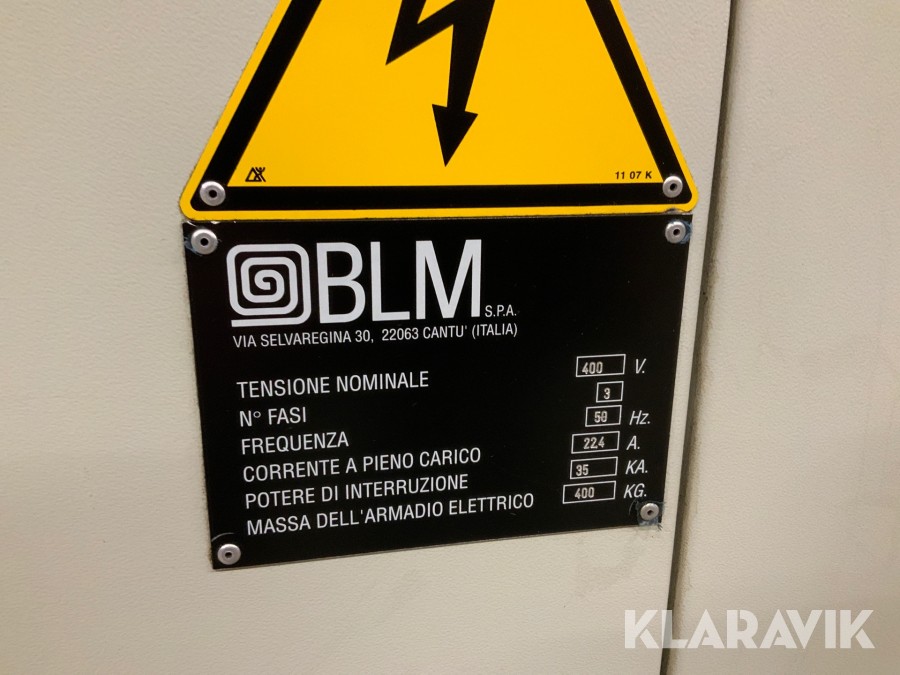 11 07 K
BLM S.P.A.
VIA SELVAREGINA 30, 22063 CANTU' (ITALIA)
TENSIONE NOMINALE 400 V.
N° FASI 3
FREQUENZA 50 Hz.
CORRENTE A PIENO CARICO 224 A.
POTERE DI INTERRUZIONE 35 KA.
MASSA DELL'ARMADIO ELETTRICO 400 KG.
KLARAVIK